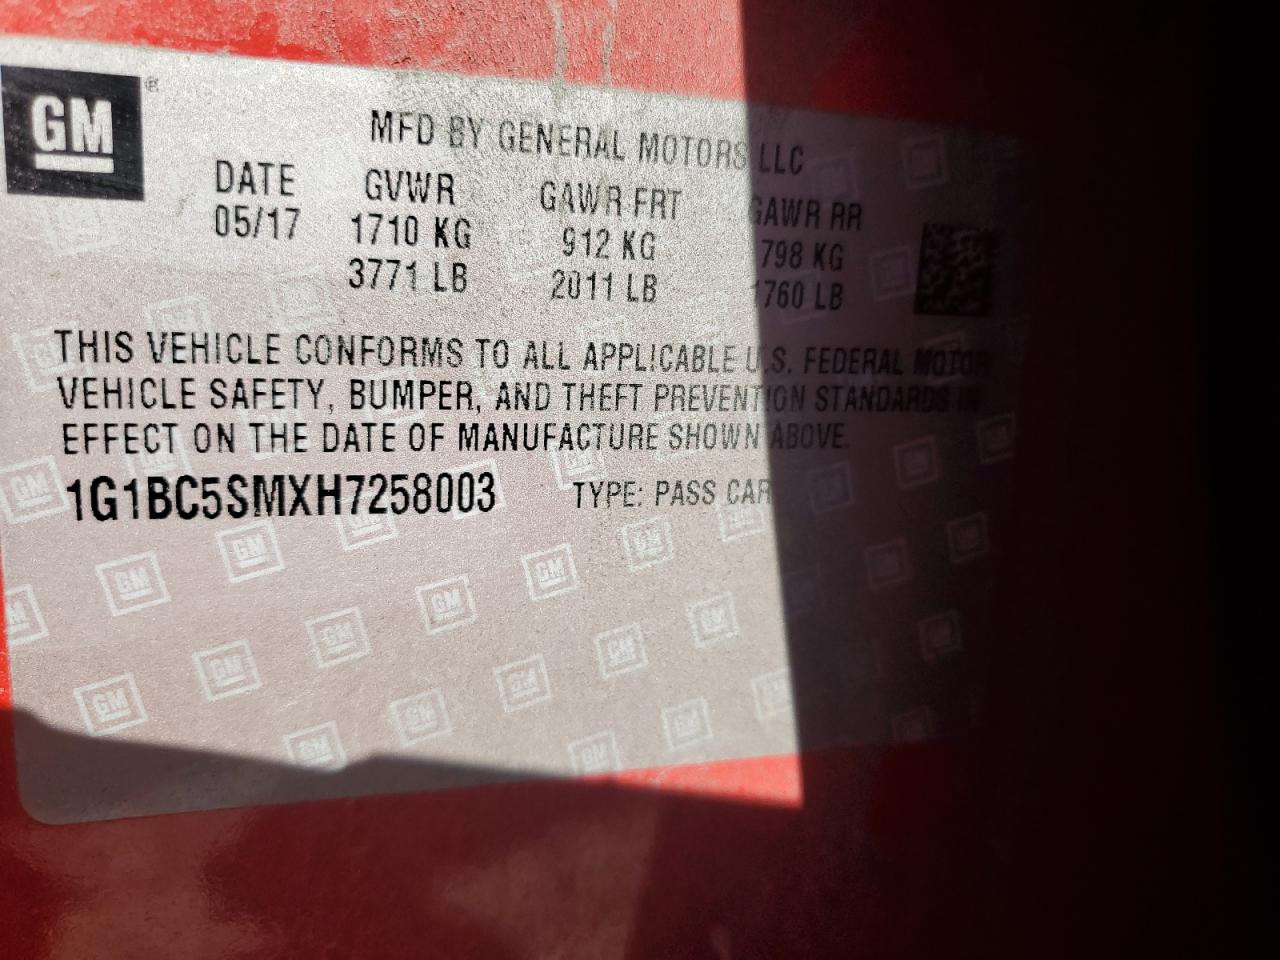 GM
MFD BY GENERAL MOTORS LLC
DATE GVWR GAWR FRT GAWR RR
05/17 1710 KG 912 KG 798 KG
3771 LB 2011 LB 1760 LB
THIS VEHICLE CONFORMS TO ALL APPLICABLE U.S. FEDERAL MOTOR
VEHICLE SAFETY, BUMPER, AND THEFT PREVENTION STANDARDS IN
EFFECT ON THE DATE OF MANUFACTURE SHOWN ABOVE.
1G1BC5SMXH7258003 TYPE: PASS CAR